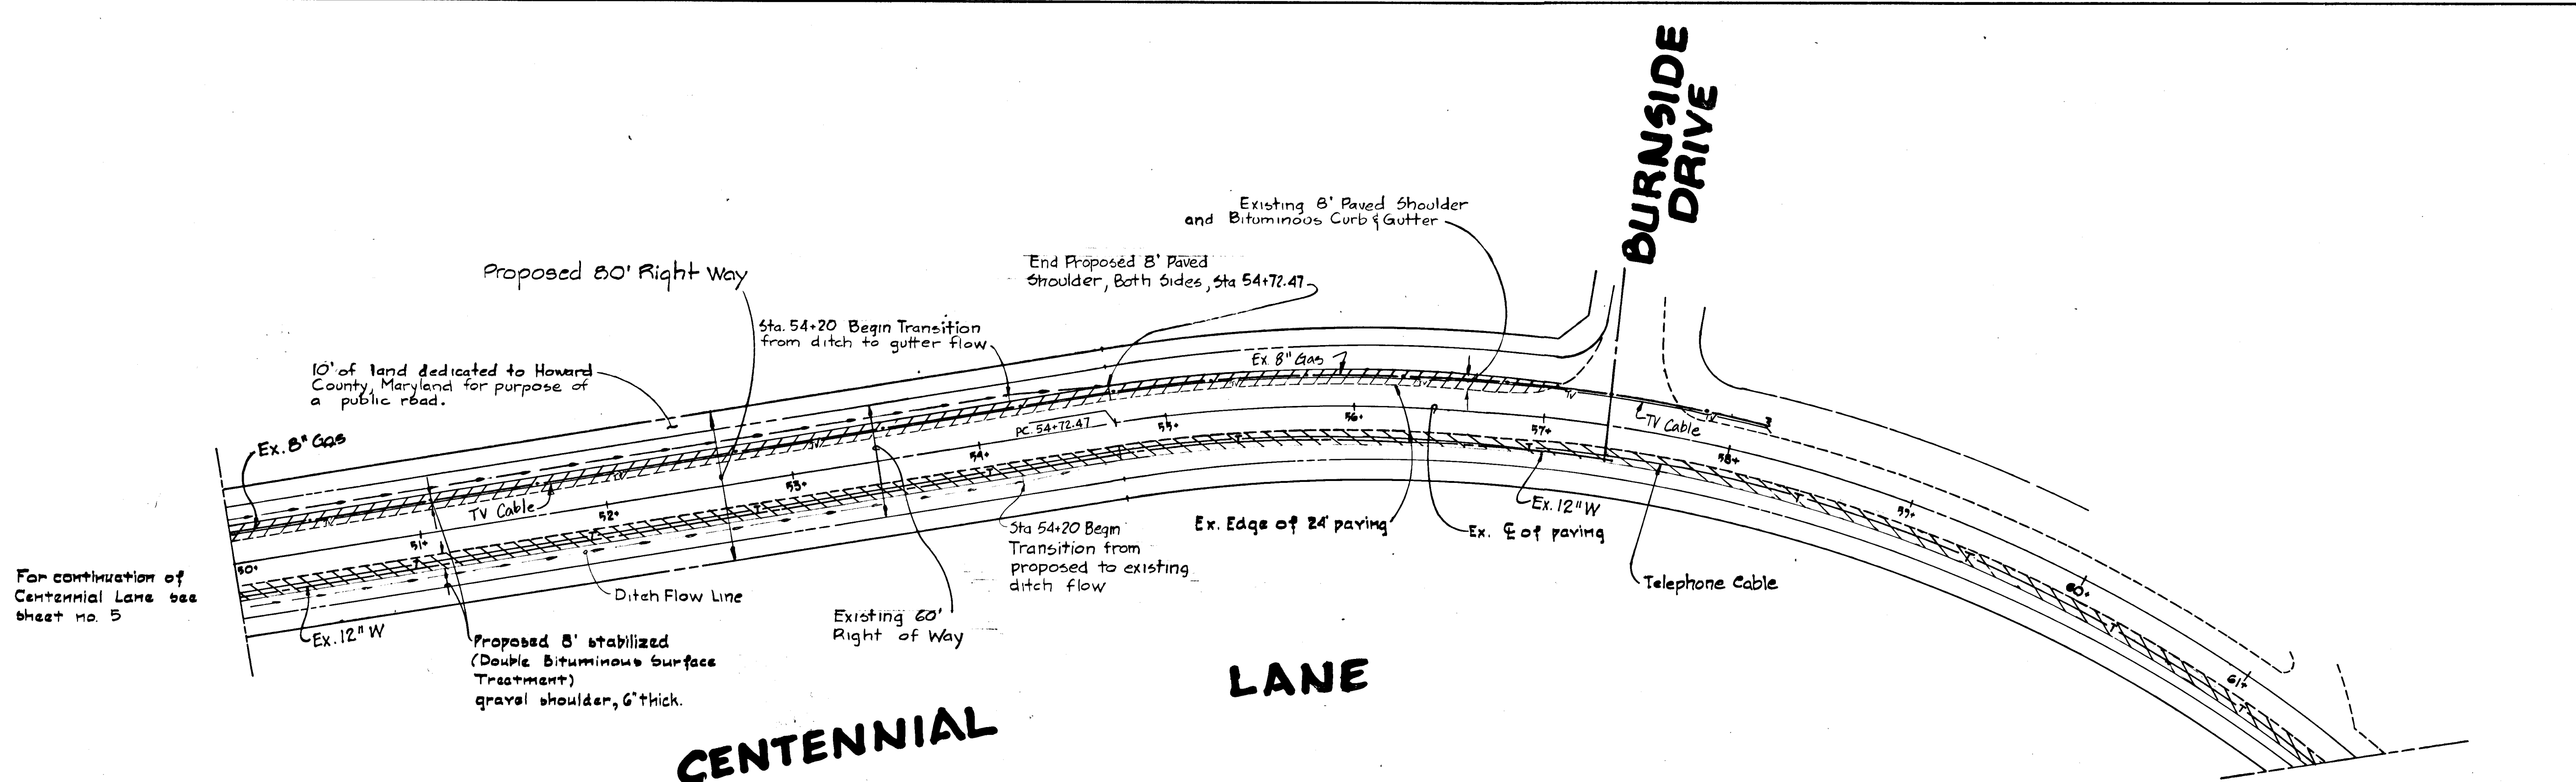 BURNSIDE
DRIVE
Existing 8' Paved Shoulder
and Bituminous Curb & Gutter
End Proposed 8' Paved
Shoulder, Both Sides, Sta 54+72.47
Proposed 80' Right Way
Sta. 54+20 Begin Transition
from ditch to gutter flow
10' of land dedicated to Howard
County, Maryland for purpose of
a public road.
Ex. 8" Gas
Ex. 8" Gas
TV Cable
TV Cable
PC. 54+72.47
50+
51+
52+
53+
54+
55+
56+
57+
58+
59+
60+
61+
For continuation of
Centennial Lane see
sheet no. 5
Ex. 12" W
Proposed 8' stabilized
(Double Bituminous Surface
Treatment)
gravel shoulder, 6" thick.
Ditch Flow Line
Existing 60'
Right of Way
Sta 54+20 Begin
Transition from
proposed to existing
ditch flow
Ex. Edge of 24' paving
Ex. ℄ of paving
Ex. 12" W
Telephone Cable
CENTENNIAL LANE